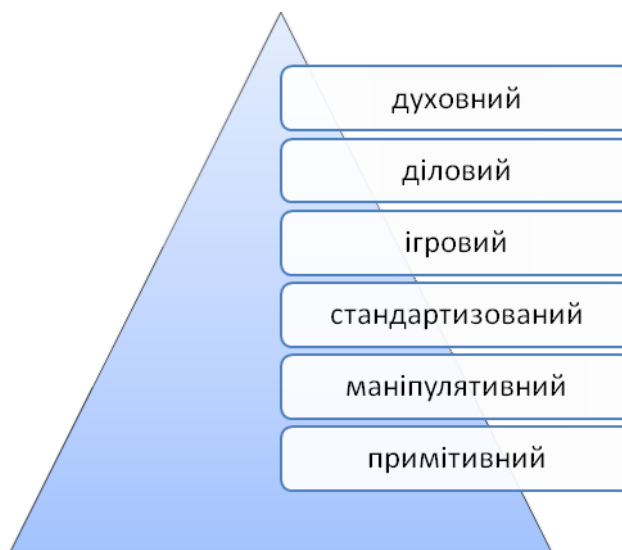 духовний
діловий
ігровий
стандартизований
маніпулятивний
примітивний